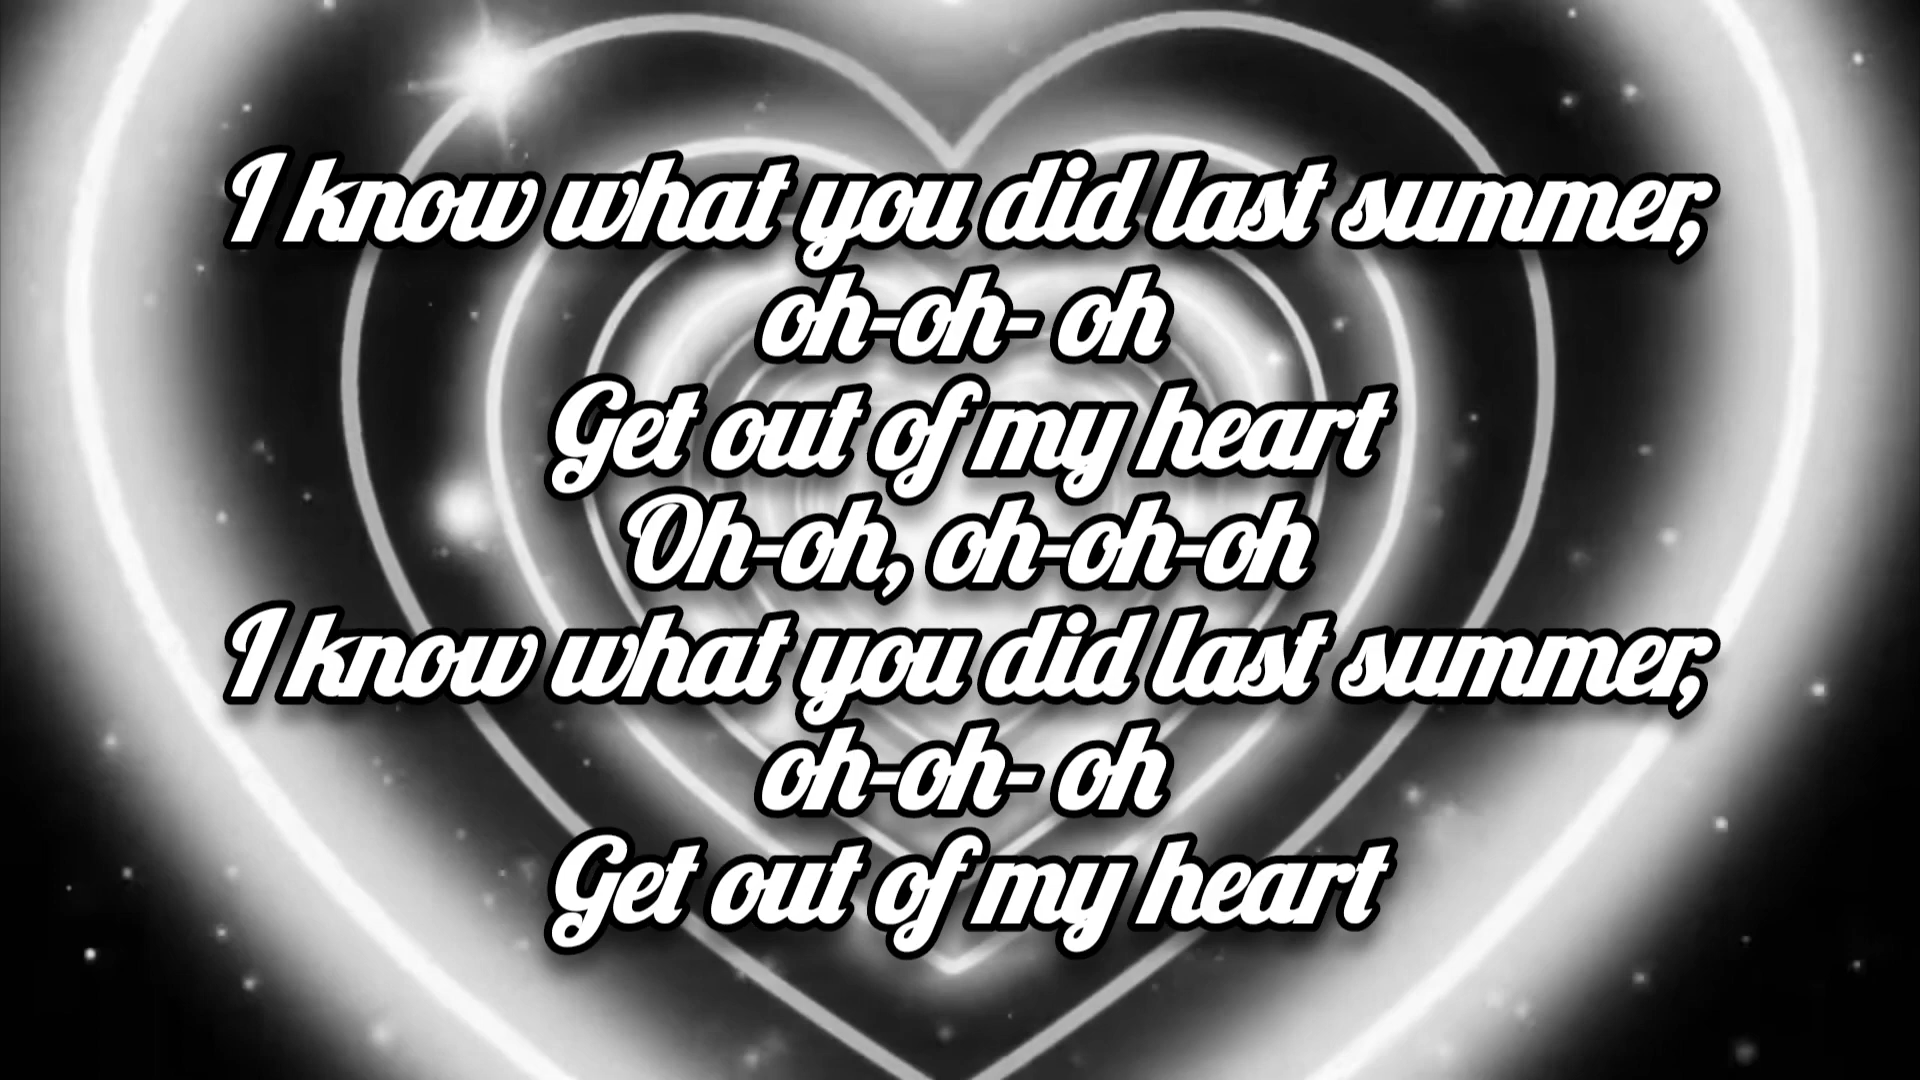 I know what you did last summer,
oh-oh- oh
Get out of my heart
Oh-oh, oh-oh-oh
I know what you did last summer,
oh-oh- oh
Get out of my heart